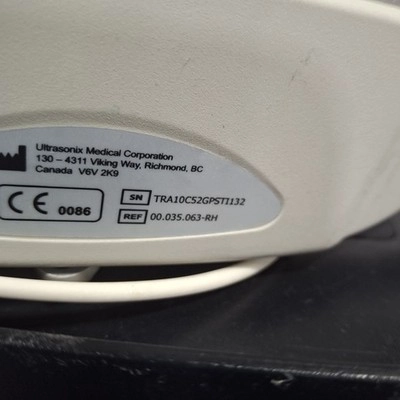 Ultrasonix Medical Corporation
130 – 4311 Viking Way, Richmond, BC
Canada V6V 2K9
CE 0086
SN TRA10C52GPST1132
REF 00.035.063-RH